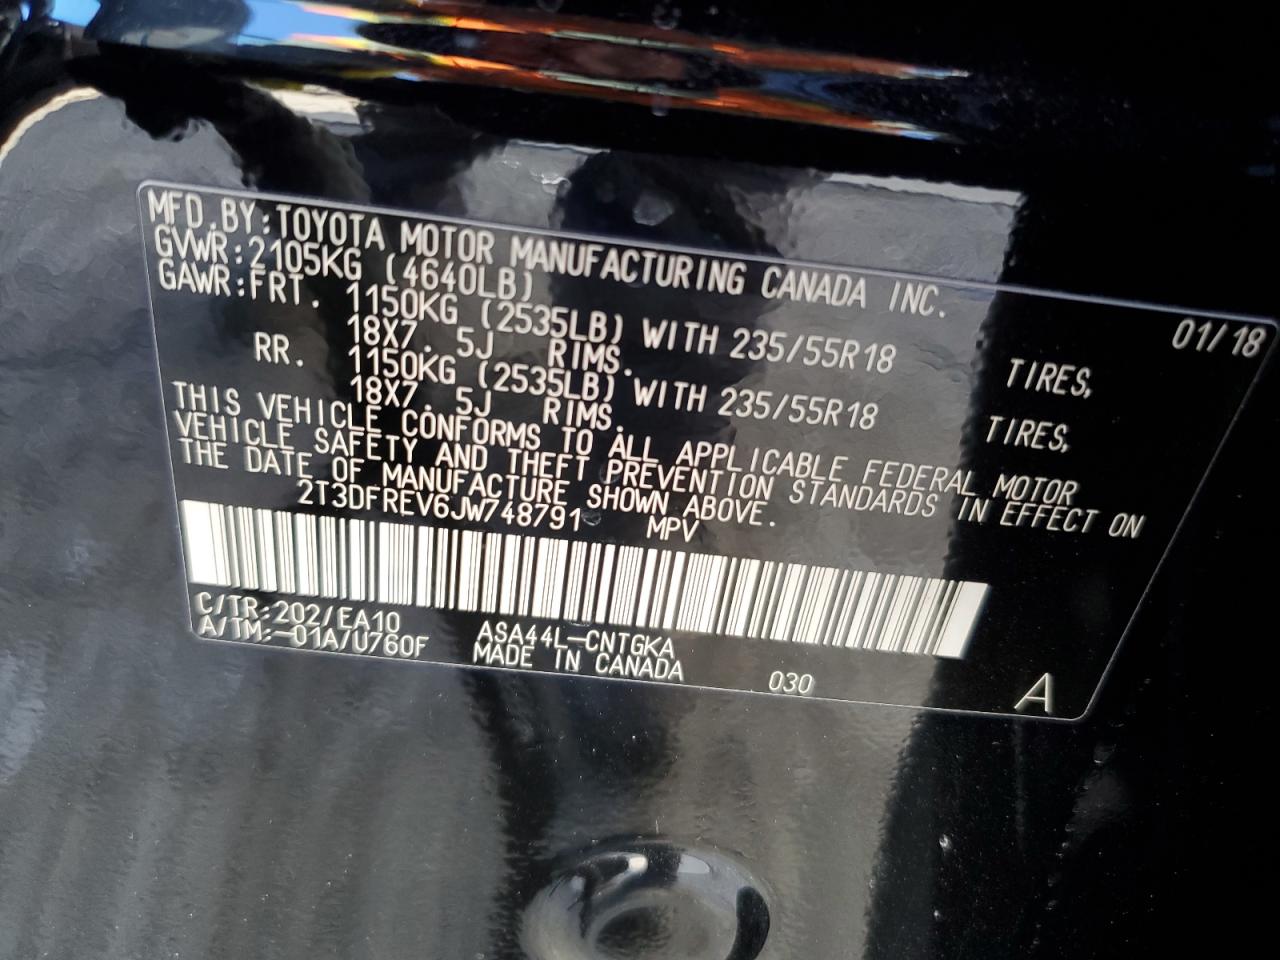 MFD.BY:TOYOTA MOTOR MANUFACTURING CANADA INC. 01/18
GVWR:2105KG (4640LB)
GAWR:FRT. 1150KG (2535LB) WITH 235/55R18 TIRES,
18X7.5J RIMS.
RR. 1150KG (2535LB) WITH 235/55R18 TIRES,
18X7.5J RIMS.
THIS VEHICLE CONFORMS TO ALL APPLICABLE FEDERAL MOTOR
VEHICLE SAFETY AND THEFT PREVENTION STANDARDS IN EFFECT ON
THE DATE OF MANUFACTURE SHOWN ABOVE.
2T3DFREV6JW748791 MPV
C/TR:202/EA10 ASA44L-CNTGKA
A/TM:-01A/U760F MADE IN CANADA 030 A